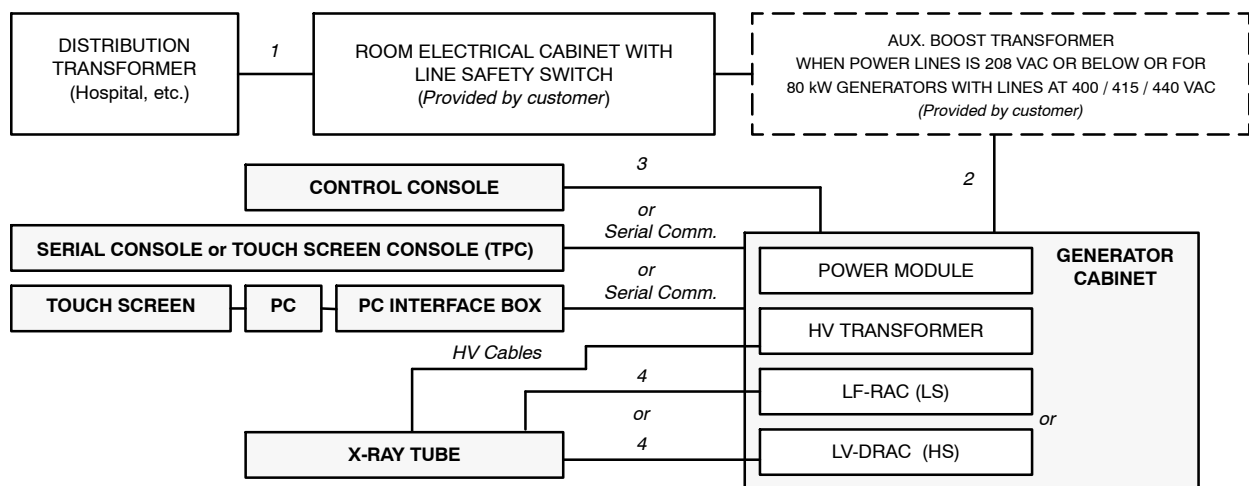 DISTRIBUTION
TRANSFORMER
(Hospital, etc.)
1
ROOM ELECTRICAL CABINET WITH
LINE SAFETY SWITCH
(Provided by customer)
AUX. BOOST TRANSFORMER
WHEN POWER LINES IS 208 VAC OR BELOW OR FOR
80 kW GENERATORS WITH LINES AT 400 / 415 / 440 VAC
(Provided by customer)
2
CONTROL CONSOLE
3
or
SERIAL CONSOLE or TOUCH SCREEN CONSOLE (TPC)
Serial Comm.
or
TOUCH SCREEN
PC
PC INTERFACE BOX
Serial Comm.
GENERATOR
CABINET
POWER MODULE
HV TRANSFORMER
HV Cables
4
LF-RAC (LS)
or
or
X-RAY TUBE
4
LV-DRAC (HS)